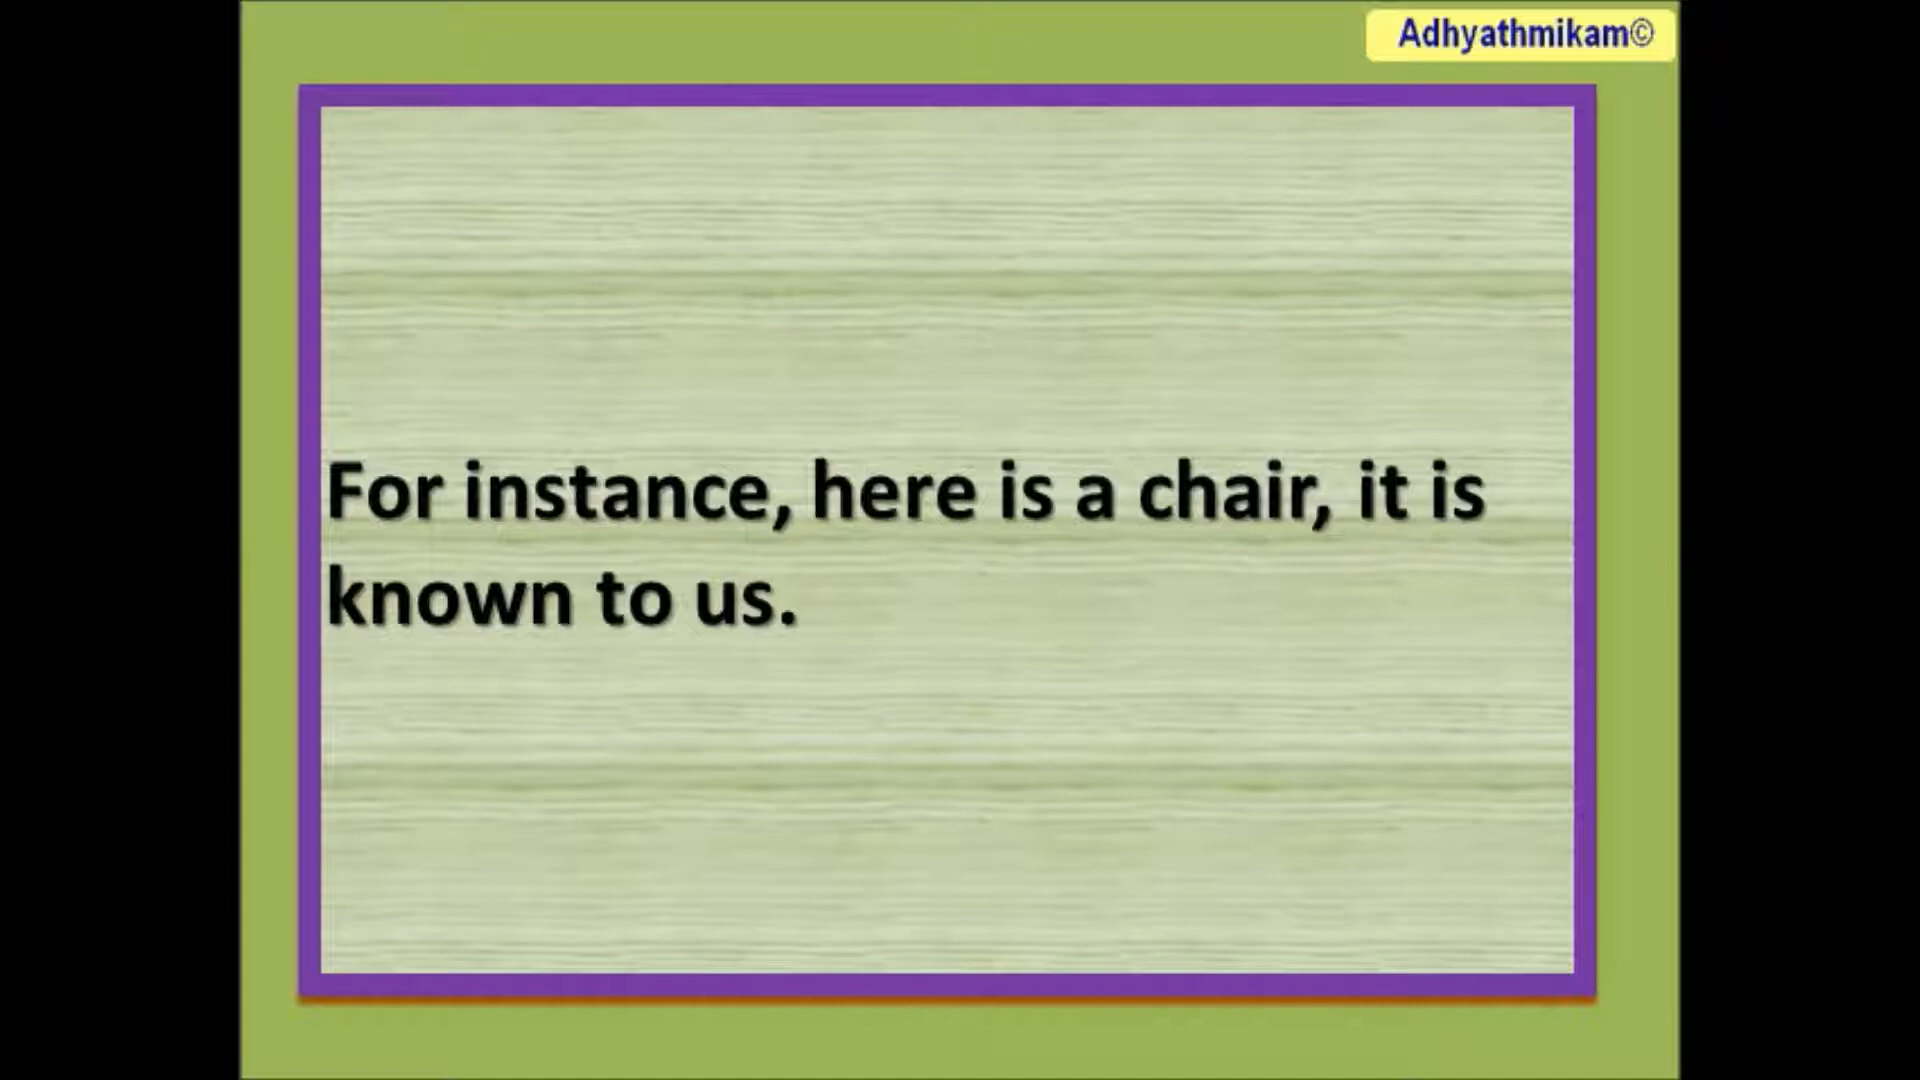 Adhyathmikam©
For instance, here is a chair, it is
known to us.